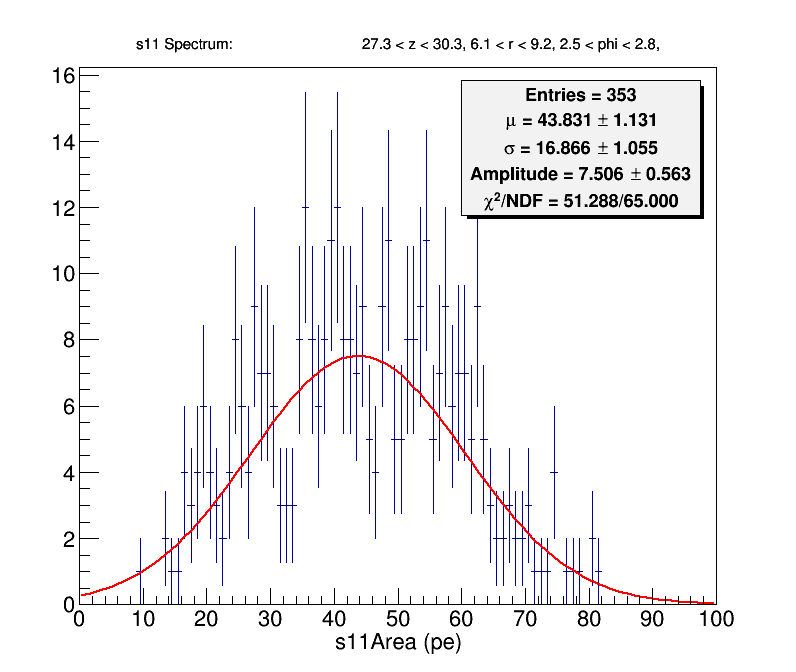 s11 Spectrum: 27.3 < z < 30.3, 6.1 < r < 9.2, 2.5 < phi < 2.8,
Entries = 353
μ = 43.831 ± 1.131
σ = 16.866 ± 1.055
Amplitude = 7.506 ± 0.563
χ²/NDF = 51.288/65.000
16
14
12
10
8
6
4
2
0
0 10 20 30 40 50 60 70 80 90 100
s11Area (pe)